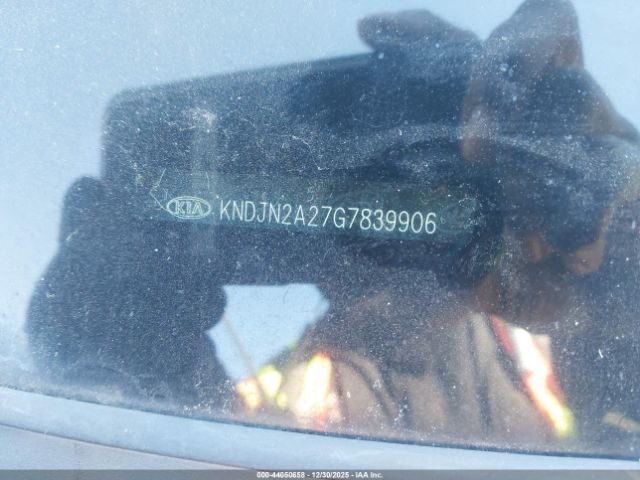 KIA KNDJN2A27G7839906
000-44050658 - 12/30/2025 - IAA Inc.